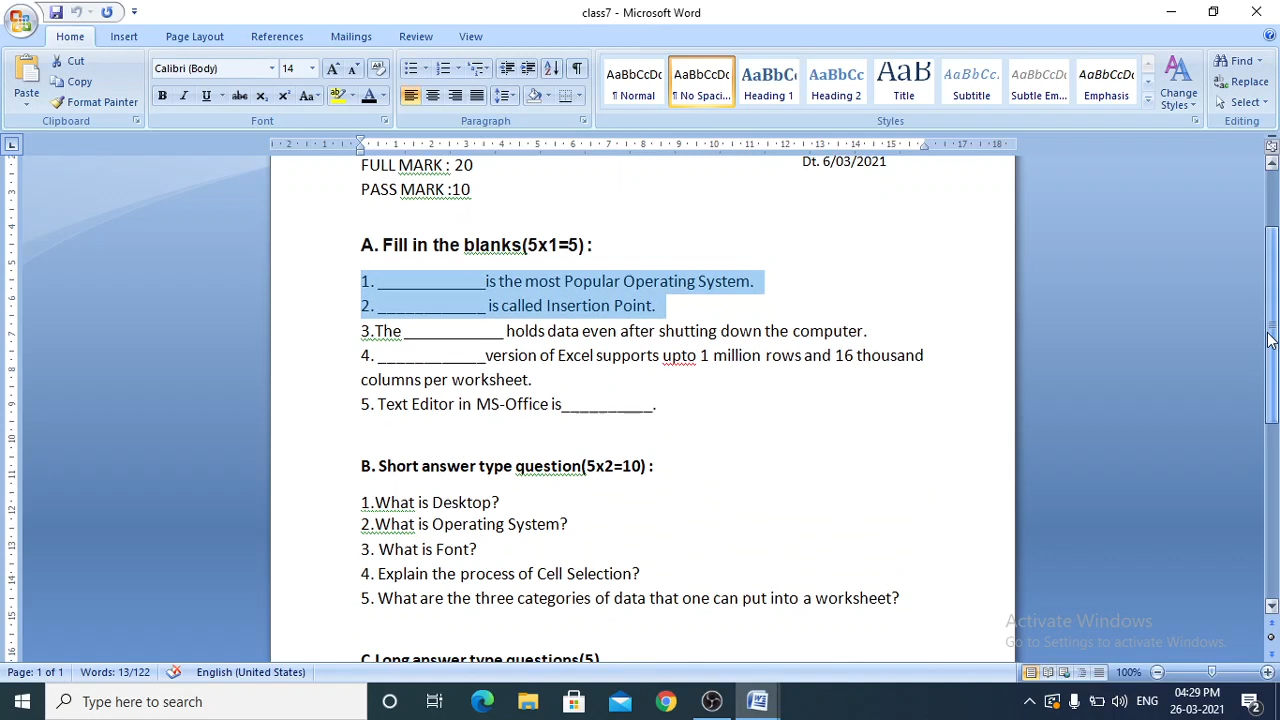 class7 - Microsoft Word
Home Insert Page Layout References Mailings Review View
Paste
Cut
Copy
Format Painter
Clipboard
Calibri (Body) 14
Font
Paragraph
AaBbCcDc AaBbCcDc AaBbC AaBbCc AaB AaBbCc. AaBbCcDc AaBbCcDc
¶ Normal ¶ No Spaci... Heading 1 Heading 2 Title Subtitle Subtle Em... Emphasis
Change Styles
Styles
Find
Replace
Select
Editing
FULL MARK : 20 Dt. 6/03/2021
PASS MARK :10
A. Fill in the blanks(5x1=5) :
1. ____________is the most Popular Operating System.
2. ____________ is called Insertion Point.
3.The ___________ holds data even after shutting down the computer.
4. ____________version of Excel supports upto 1 million rows and 16 thousand
columns per worksheet.
5. Text Editor in MS-Office is__________.
B. Short answer type question(5x2=10) :
1.What is Desktop?
2.What is Operating System?
3. What is Font?
4. Explain the process of Cell Selection?
5. What are the three categories of data that one can put into a worksheet?
C.Long answer type questions(5)
Activate Windows
Go to Settings to activate Windows.
Page: 1 of 1 Words: 13/122 English (United States) 100%
Type here to search
ENG
04:29 PM
26-03-2021
2